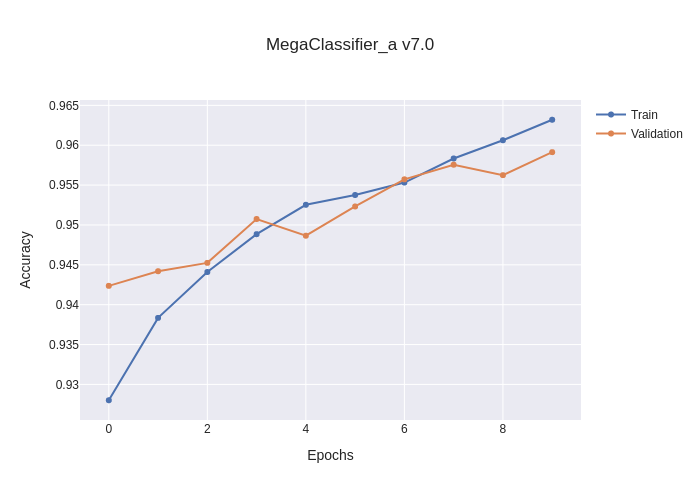 MegaClassifier_a v7.0
0.965
0.96
0.955
0.95
0.945
0.94
0.935
0.93
Accuracy
0 2 4 6 8
Epochs
Train
Validation